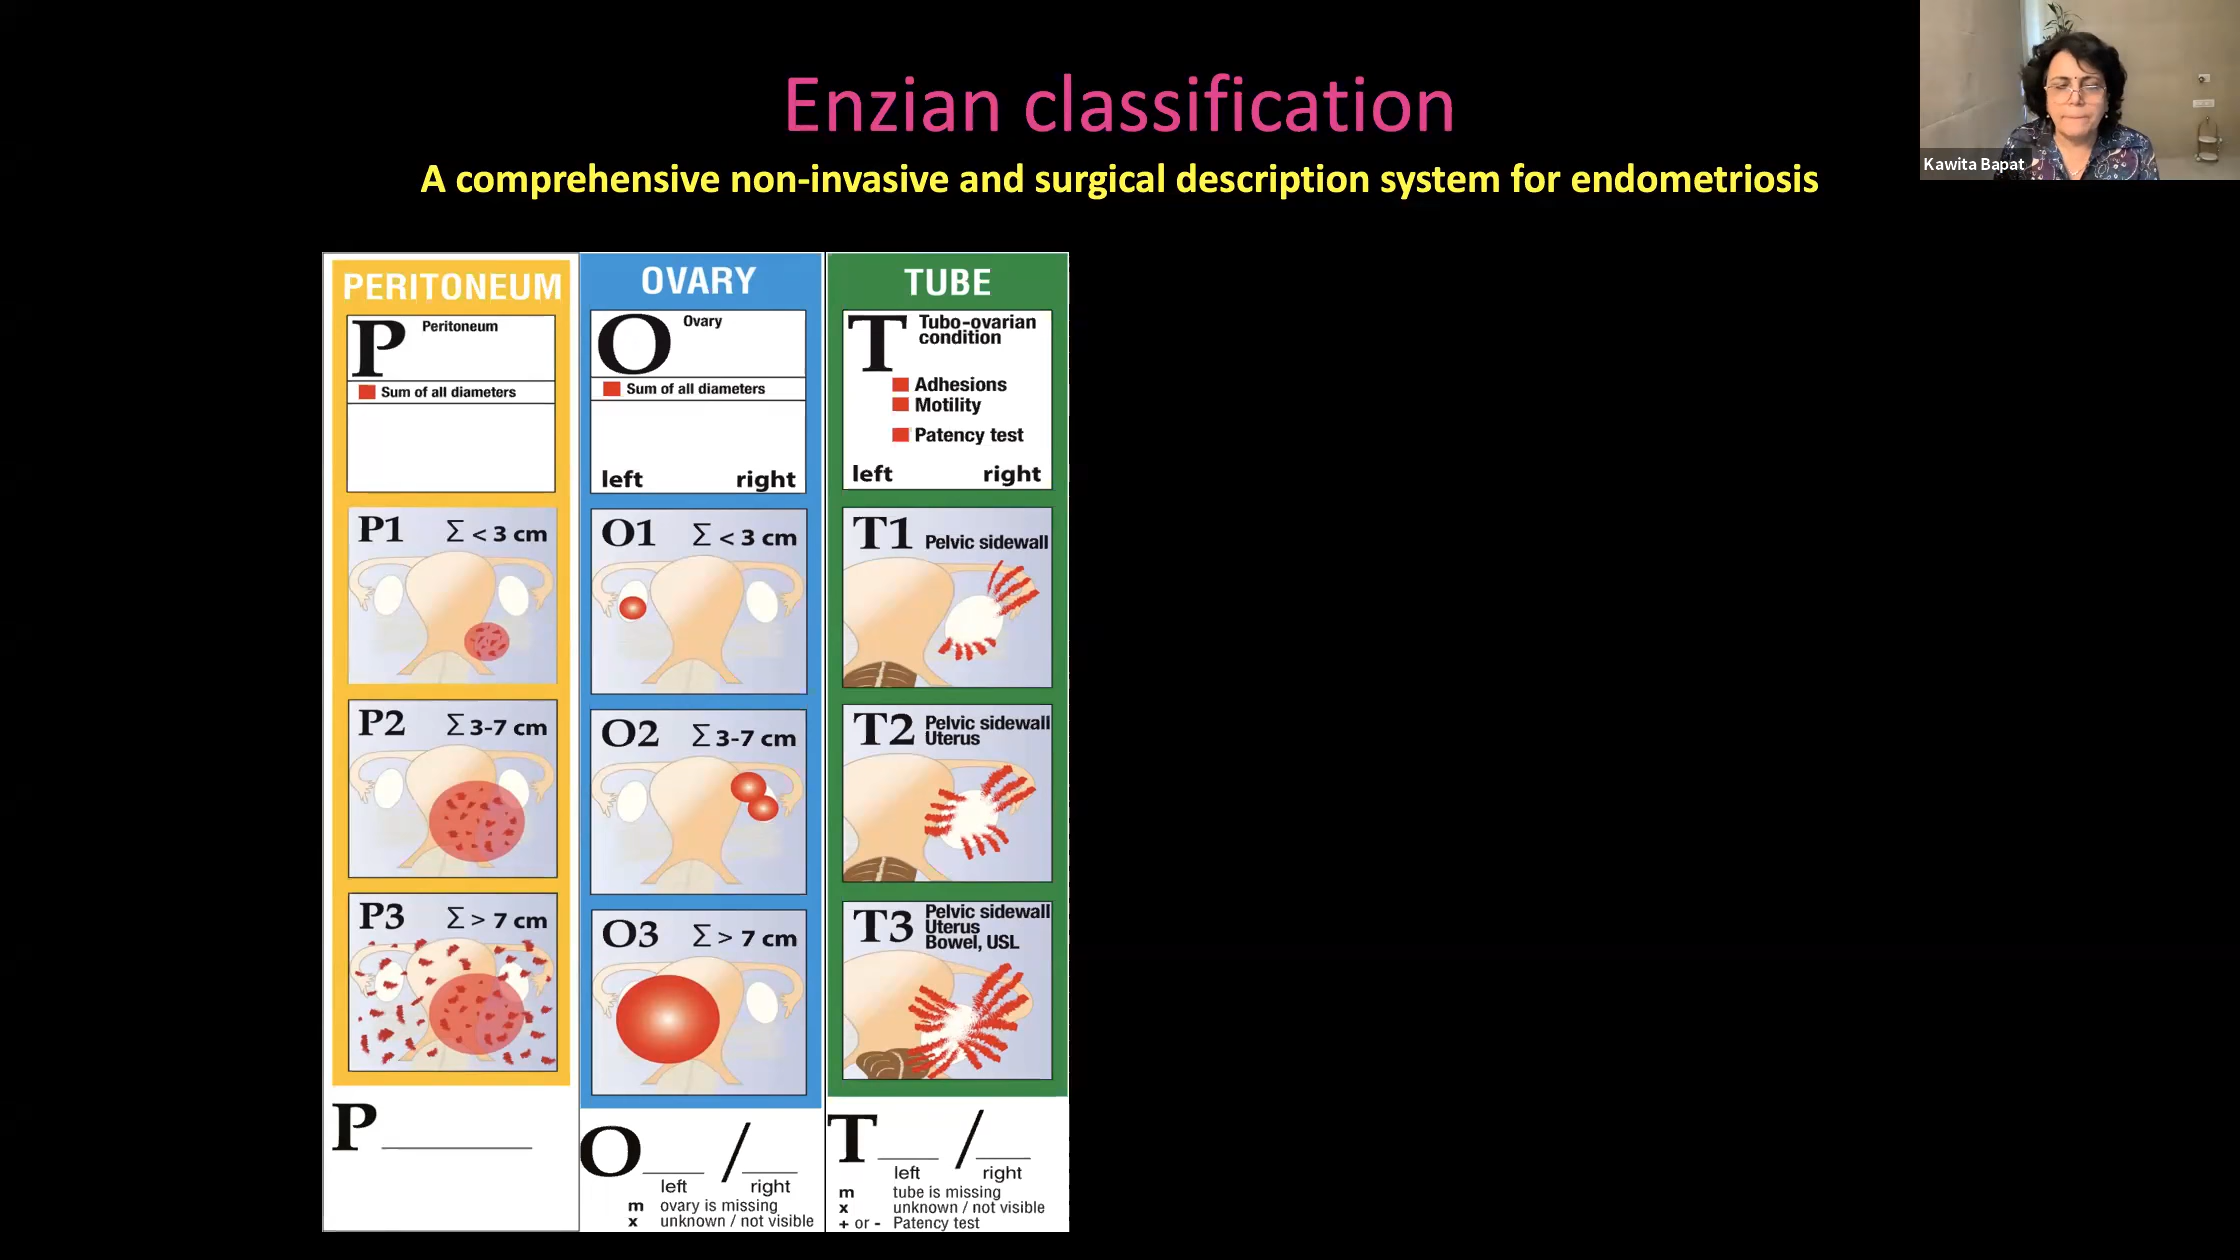 Enzian classification
A comprehensive non-invasive and surgical description system for endometriosis
Kawita Bapat
PERITONEUM
P Peritoneum
Sum of all diameters
P1 Σ < 3 cm
P2 Σ 3-7 cm
P3 Σ > 7 cm
P
OVARY
O Ovary
Sum of all diameters
left right
O1 Σ < 3 cm
O2 Σ 3-7 cm
O3 Σ > 7 cm
O /
left right
m ovary is missing
x unknown / not visible
TUBE
T Tubo-ovarian
condition
Adhesions
Motility
Patency test
left right
T1 Pelvic sidewall
T2 Pelvic sidewall
Uterus
T3 Pelvic sidewall
Uterus
Bowel, USL
T /
left right
m tube is missing
x unknown / not visible
+ or - Patency test